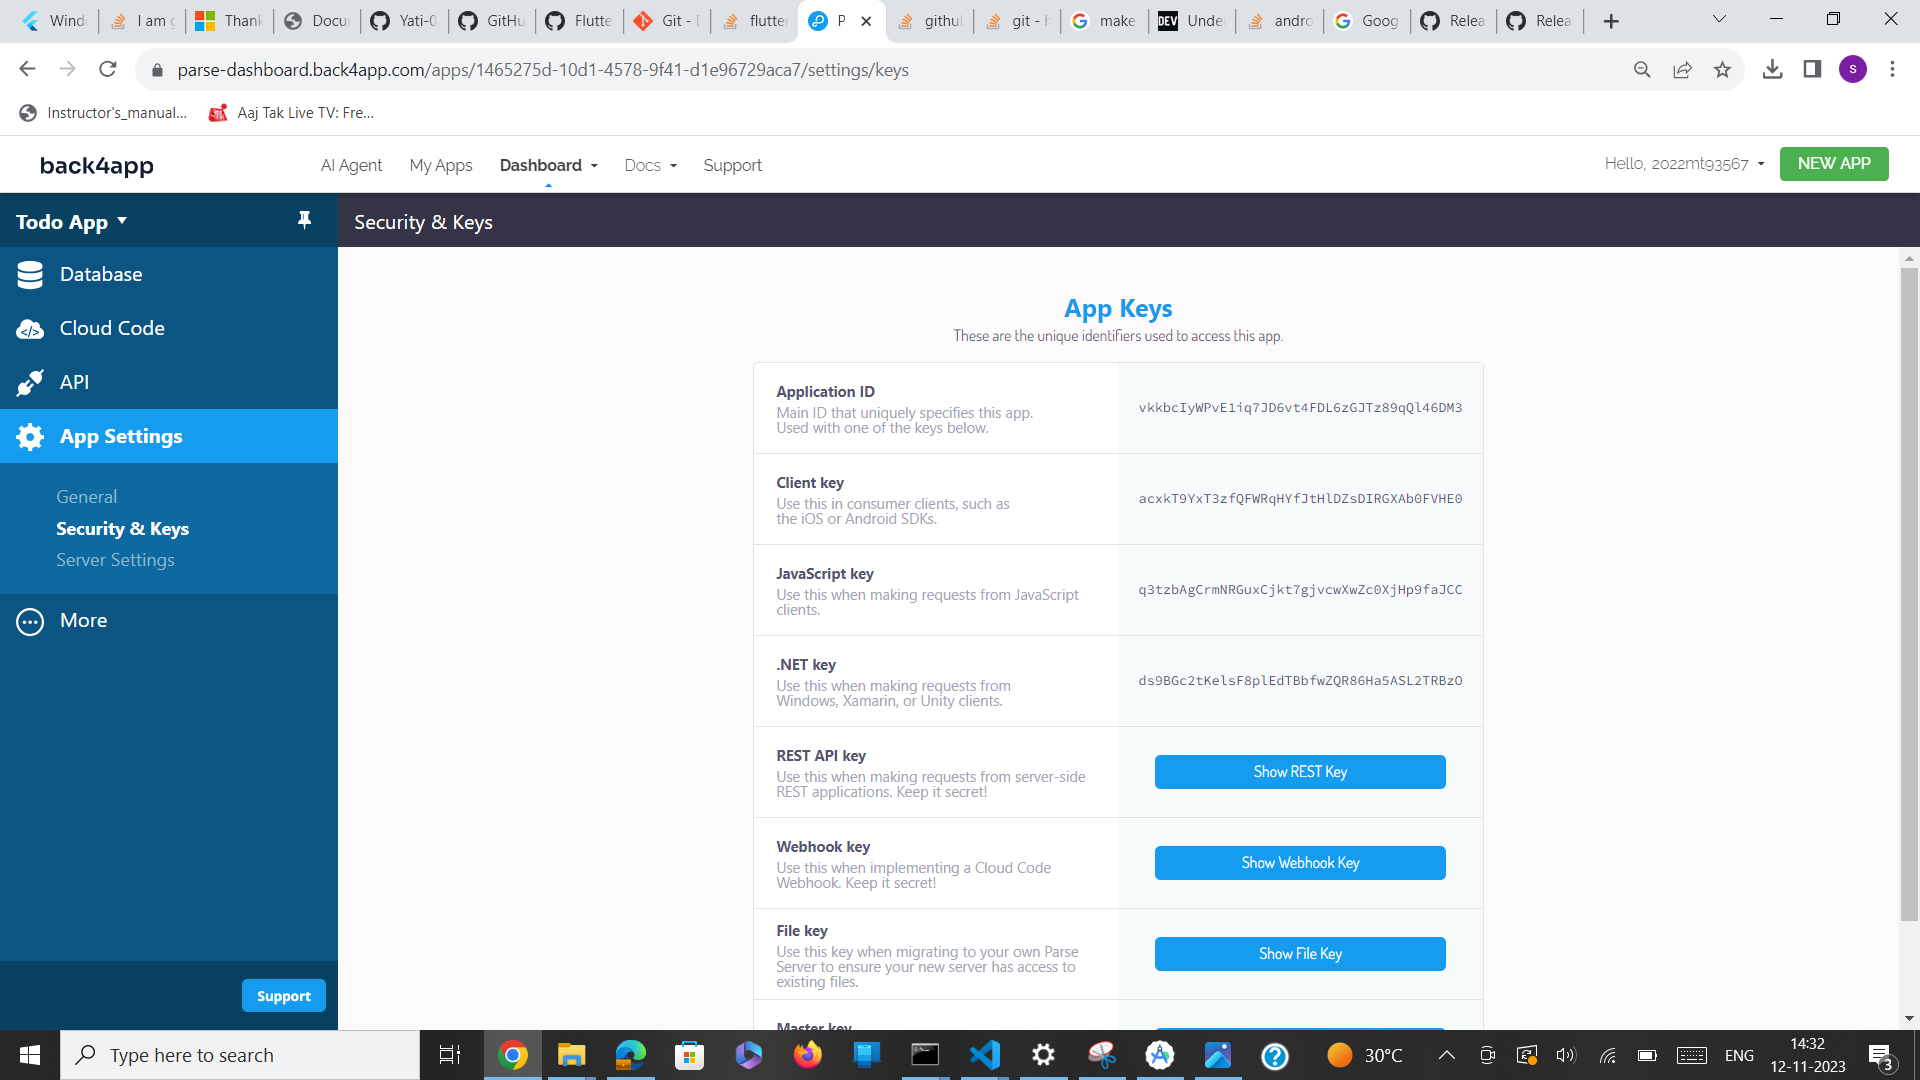 Wind
I am g
Thank
Docu
Yati-0
GitHu
Flutte
Git - D
flutter
P
githul
git - h
make
DEV
Under
andro
Goog
Relea
Relea
parse-dashboard.back4app.com/apps/1465275d-10d1-4578-9f41-d1e96729aca7/settings/keys
s
Instructor's_manual...
Aaj Tak Live TV: Fre...
back4app
AI Agent
My Apps
Dashboard
Docs
Support
Hello, 2022mt93567
NEW APP
Todo App
Security & Keys
Database
Cloud Code
API
App Settings
General
Security & Keys
Server Settings
More
Support
App Keys
These are the unique identifiers used to access this app.
Application ID
Main ID that uniquely specifies this app.
Used with one of the keys below.
vkkbcIyWPvE1iq7JD6vt4FDL6zGJTz89qQl46DM3
Client key
Use this in consumer clients, such as
the iOS or Android SDKs.
acxkT9YxT3zfQFWRqHYfJtHlDZsDIRGXAb0FVHE0
JavaScript key
Use this when making requests from JavaScript
clients.
q3tzbAgCrmNRGuxCjkt7gjvcwXwZc0XjHp9faJCC
.NET key
Use this when making requests from
Windows, Xamarin, or Unity clients.
ds9BGc2tKelsF8plEdTBbfwZQR86Ha5ASL2TRBzO
REST API key
Use this when making requests from server-side
REST applications. Keep it secret!
Show REST Key
Webhook key
Use this when implementing a Cloud Code
Webhook. Keep it secret!
Show Webhook Key
File key
Use this key when migrating to your own Parse
Server to ensure your new server has access to
existing files.
Show File Key
Master key
Type here to search
30°C
ENG
14:32
12-11-2023
3